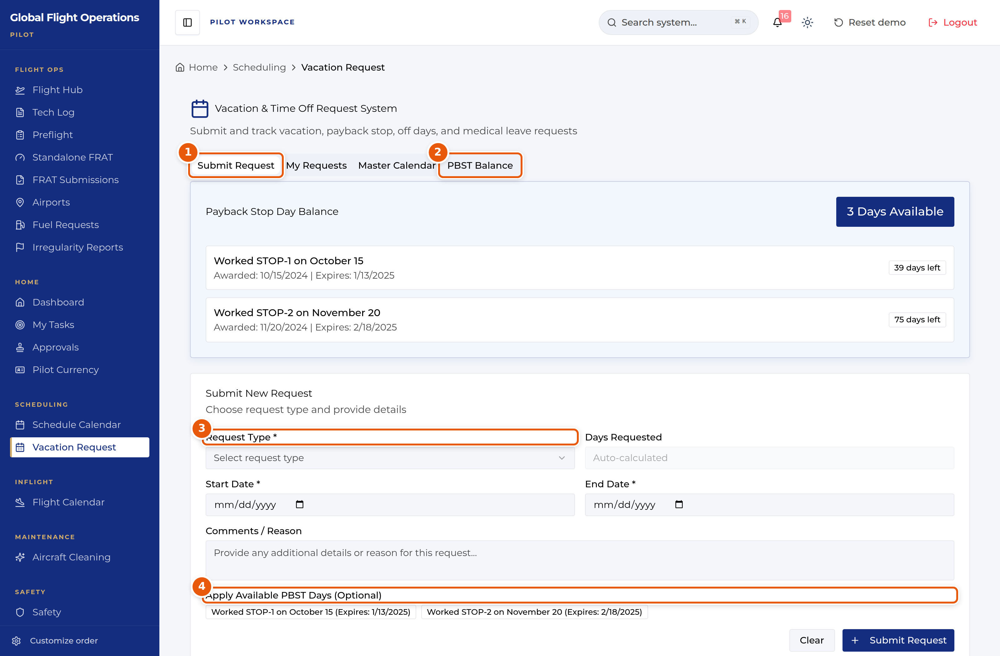 Global Flight Operations
PILOT
FLIGHT OPS
Flight Hub
Tech Log
Preflight
Standalone FRAT
FRAT Submissions
Airports
Fuel Requests
Irregularity Reports
HOME
Dashboard
My Tasks
Approvals
Pilot Currency
SCHEDULING
Schedule Calendar
Vacation Request
INFLIGHT
Flight Calendar
MAINTENANCE
Aircraft Cleaning
SAFETY
Safety
Customize order
PILOT WORKSPACE
Search system...
⌘ K
16
Reset demo
Logout
Home > Scheduling > Vacation Request
Vacation & Time Off Request System
Submit and track vacation, payback stop, off days, and medical leave requests
1
2
Submit Request
My Requests
Master Calendar
PBST Balance
Payback Stop Day Balance
3 Days Available
Worked STOP-1 on October 15
Awarded: 10/15/2024 | Expires: 1/13/2025
39 days left
Worked STOP-2 on November 20
Awarded: 11/20/2024 | Expires: 2/18/2025
75 days left
Submit New Request
Choose request type and provide details
3
Request Type *
Days Requested
Select request type
Auto-calculated
Start Date *
End Date *
mm/dd/yyyy
mm/dd/yyyy
Comments / Reason
Provide any additional details or reason for this request...
4
Apply Available PBST Days (Optional)
Worked STOP-1 on October 15 (Expires: 1/13/2025)
Worked STOP-2 on November 20 (Expires: 2/18/2025)
Clear
+ Submit Request